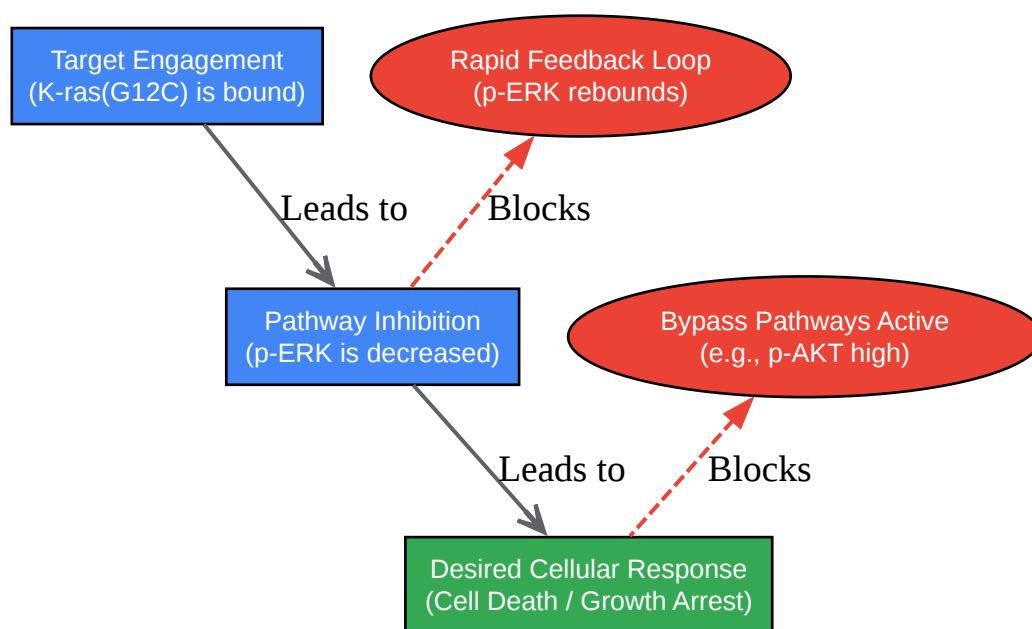 Target Engagement
(K-ras(G12C) is bound)
Rapid Feedback Loop
(p-ERK rebounds)
Leads to
Blocks
Pathway Inhibition
(p-ERK is decreased)
Bypass Pathways Active
(e.g., p-AKT high)
Leads to
Blocks
Desired Cellular Response
(Cell Death / Growth Arrest)